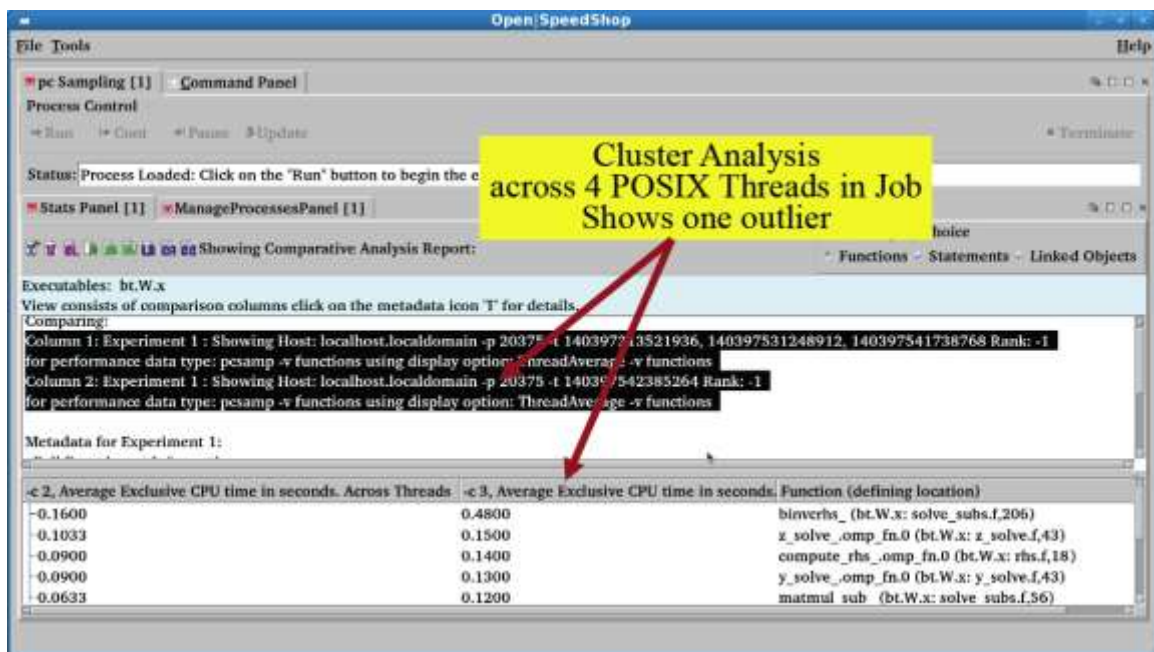 Open|SpeedShop
File Tools Help
pc Sampling [1] Command Panel
Process Control
Run Cont Pause Update Terminate
Status: Process Loaded: Click on the "Run" button to begin the e
Cluster Analysis
across 4 POSIX Threads in Job
Shows one outlier
Stats Panel [1] ManageProcessesPanel [1]
Showing Comparative Analysis Report:
hoice
Functions Statements Linked Objects
Executables: bt.W.x
View consists of comparison columns click on the metadata icon 'I' for details.
Comparing:
Column 1: Experiment 1 : Showing Host: localhost.localdomain -p 20375 -t 140397313521936, 140397531248912, 140397541738768 Rank: -1
for performance data type: pcsamp -v functions using display option: ThreadAverage -v functions
Column 2: Experiment 1 : Showing Host: localhost.localdomain -p 20375 -t 140397542385264 Rank: -1
for performance data type: pcsamp -v functions using display option: ThreadAverage -v functions
Metadata for Experiment 1:
-c 2, Average Exclusive CPU time in seconds. Across Threads -c 3, Average Exclusive CPU time in seconds. Function (defining location)
0.1600 0.4800 binvcrhs_ (bt.W.x: solve_subs.f,206)
0.1033 0.1500 z_solve_.omp_fn.0 (bt.W.x: z_solve.f,43)
0.0900 0.1400 compute_rhs_.omp_fn.0 (bt.W.x: rhs.f,18)
0.0900 0.1300 y_solve_.omp_fn.0 (bt.W.x: y_solve.f,43)
0.0633 0.1200 matmul_sub_ (bt.W.x: solve_subs.f,56)